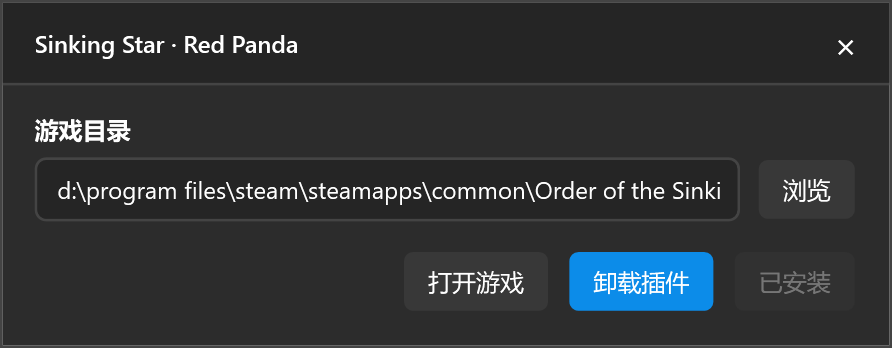 Sinking Star · Red Panda
游戏目录
d:\program files\steam\steamapps\common\Order of the Sinki
浏览
打开游戏
卸载插件
已安装